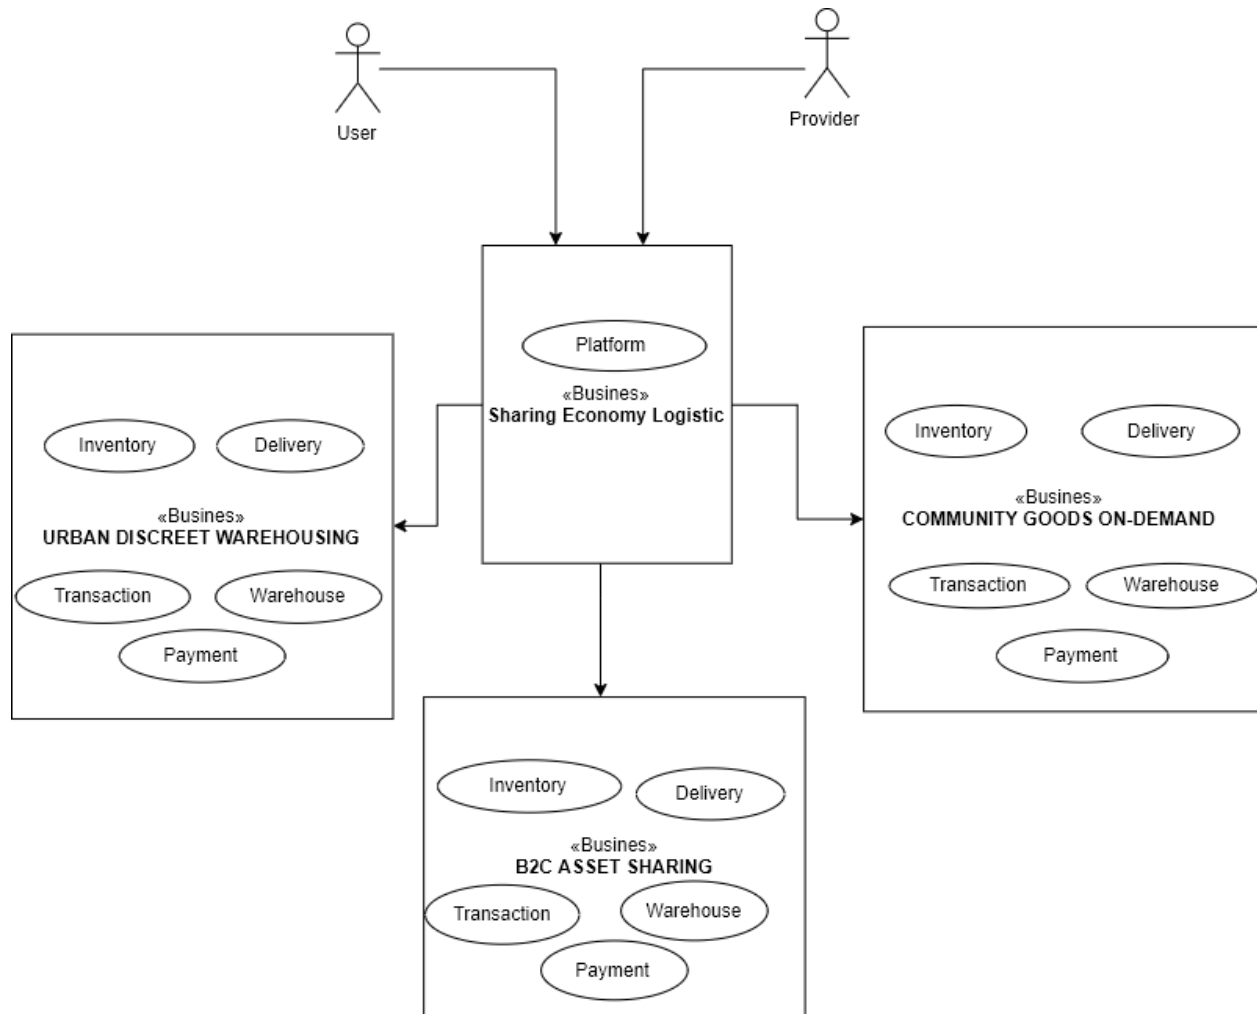 User
Provider
Platform
«Busines»
Sharing Economy Logistic
Inventory
Delivery
«Busines»
URBAN DISCREET WAREHOUSING
Transaction
Warehouse
Payment
Inventory
Delivery
«Busines»
COMMUNITY GOODS ON-DEMAND
Transaction
Warehouse
Payment
Inventory
Delivery
«Busines»
B2C ASSET SHARING
Transaction
Warehouse
Payment